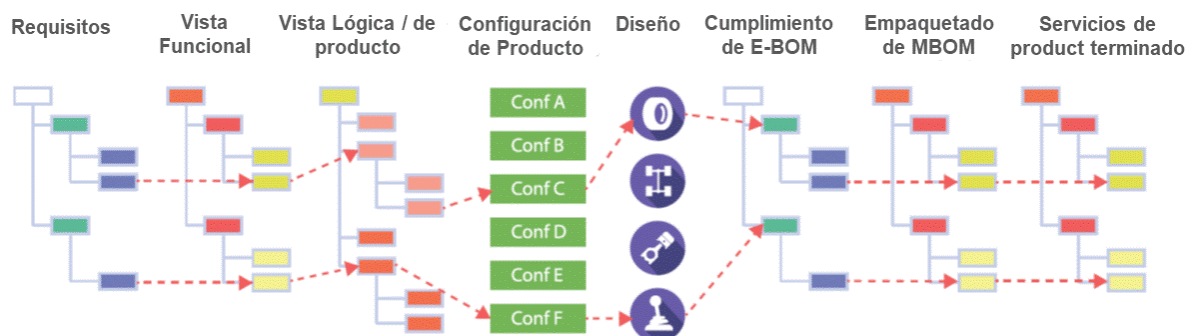 Requisitos
Vista
Funcional
Vista Lógica / de
producto
Configuración
de Producto
Diseño
Cumplimiento
de E-BOM
Empaquetado
de MBOM
Servicios de
product terminado
Conf A
Conf B
Conf C
Conf D
Conf E
Conf F